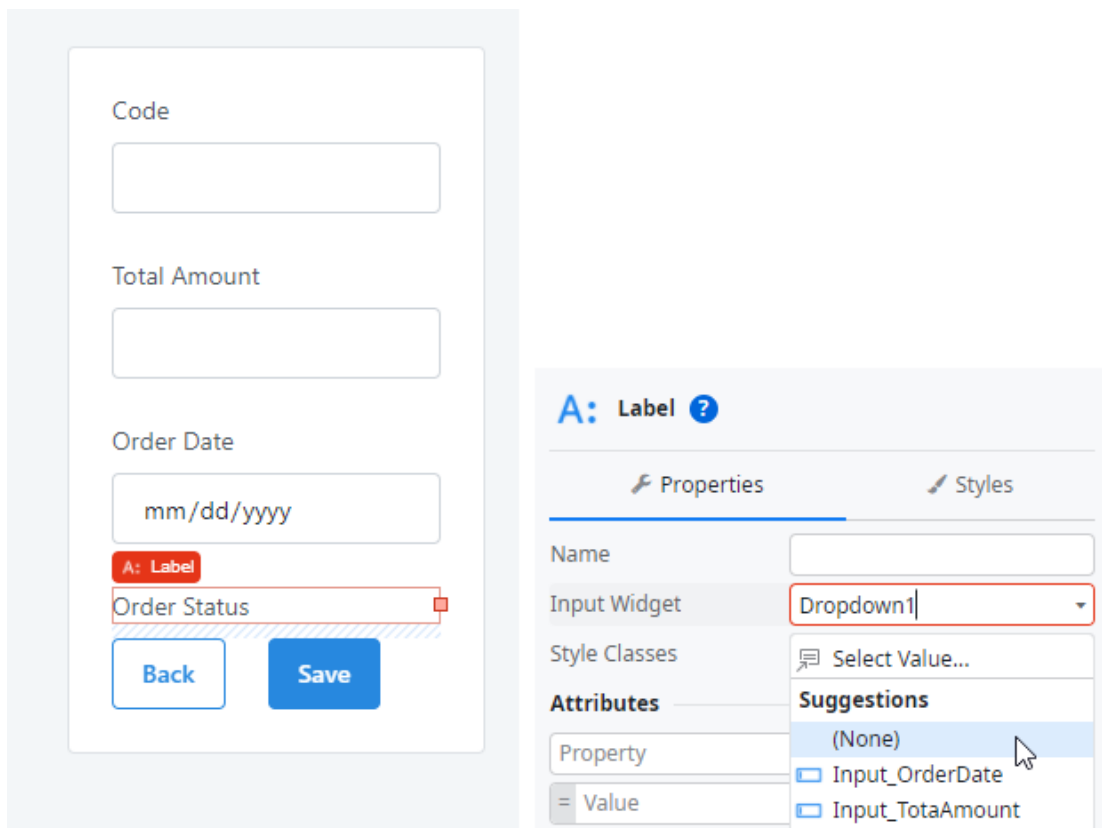 Code
Total Amount
Order Date
mm/dd/yyyy
A: Label
Order Status
Back
Save
A: Label ?
Properties
Styles
Name
Input Widget
Dropdown1
Style Classes
Select Value...
Attributes
Suggestions
Property
(None)
Input_OrderDate
= Value
Input_TotaAmount